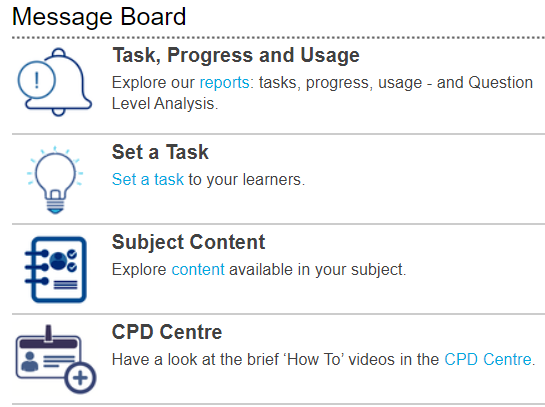 Message Board
Task, Progress and Usage
Explore our reports: tasks, progress, usage - and Question
Level Analysis.
Set a Task
Set a task to your learners.
Subject Content
Explore content available in your subject.
CPD Centre
Have a look at the brief ‘How To’ videos in the CPD Centre.